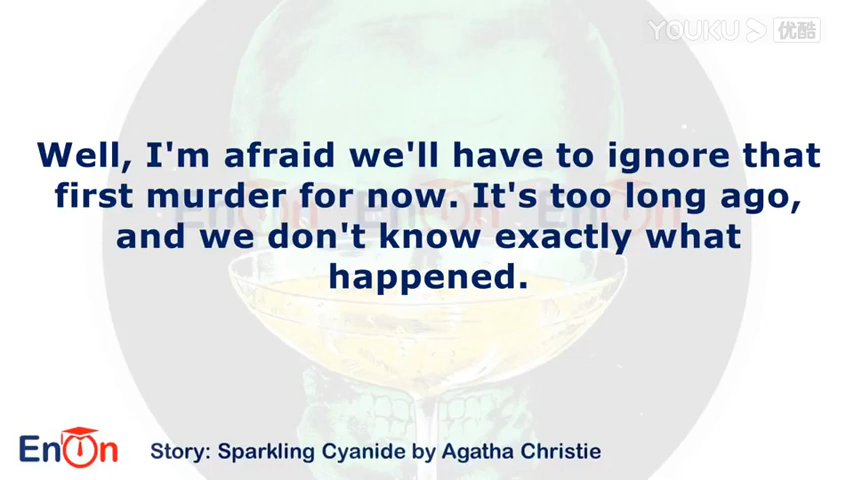 YOUKU 优酷
Well, I'm afraid we'll have to ignore that
first murder for now. It's too long ago,
and we don't know exactly what
happened.
EnOn
Story: Sparkling Cyanide by Agatha Christie